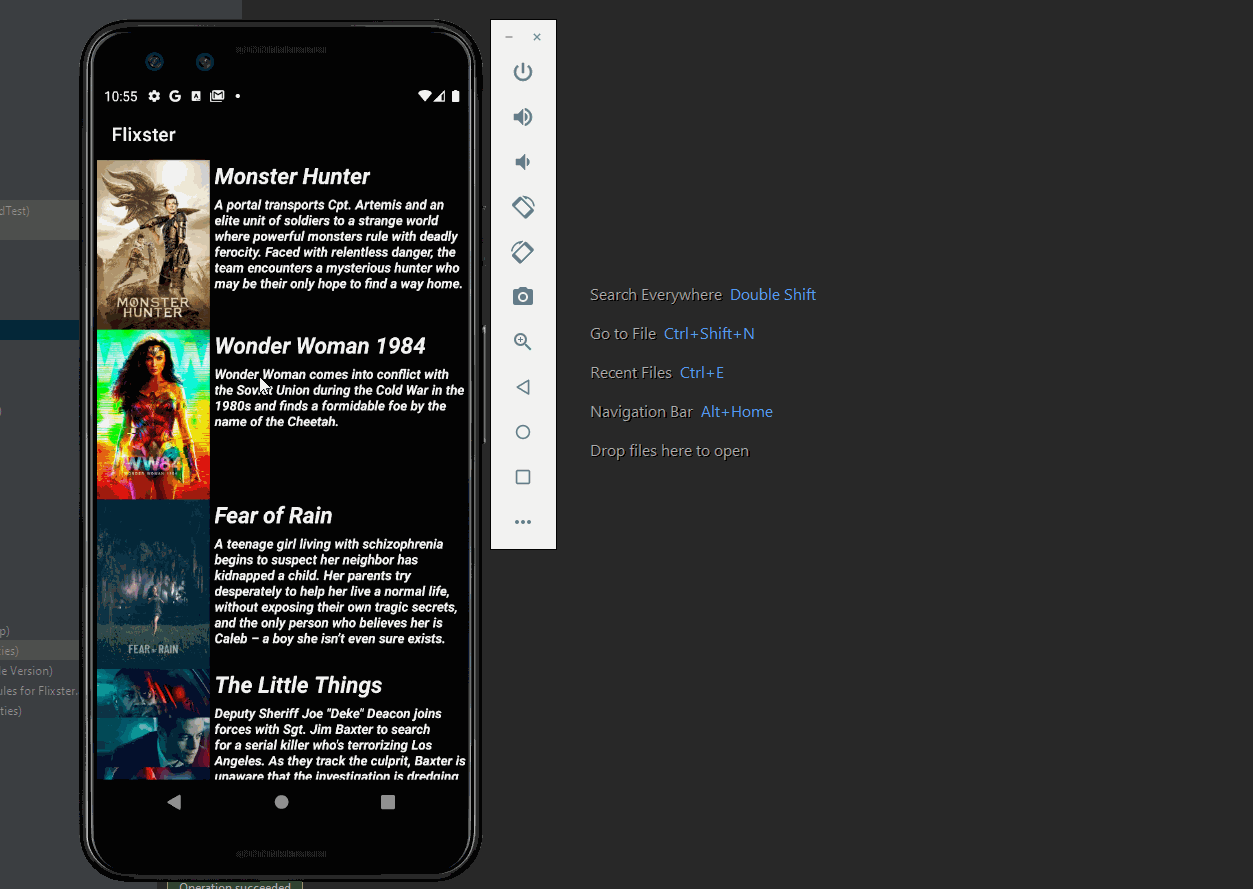 10:55
Flixster
Monster Hunter
A portal transports Cpt. Artemis and an
elite unit of soldiers to a strange world
where powerful monsters rule with deadly
ferocity. Faced with relentless danger, the
team encounters a mysterious hunter who
may be their only hope to find a way home.
MONSTER
HUNTER
Wonder Woman 1984
Wonder Woman comes into conflict with
the Soviet Union during the Cold War in the
1980s and finds a formidable foe by the
name of the Cheetah.
WW84
WONDER WOMAN 1984
Fear of Rain
A teenage girl living with schizophrenia
begins to suspect her neighbor has
kidnapped a child. Her parents try
desperately to help her live a normal life,
without exposing their own tragic secrets,
and the only person who believes her is
Caleb – a boy she isn’t even sure exists.
FEAR OF RAIN
The Little Things
Deputy Sheriff Joe "Deke" Deacon joins
forces with Sgt. Jim Baxter to search
for a serial killer who's terrorizing Los
Angeles. As they track the culprit, Baxter is
unaware that the investigation is dredging
Search Everywhere Double Shift
Go to File Ctrl+Shift+N
Recent Files Ctrl+E
Navigation Bar Alt+Home
Drop files here to open
dTest)
)
p)
ies)
le Version)
ules for Flixster.
ties)
Operation succeeded